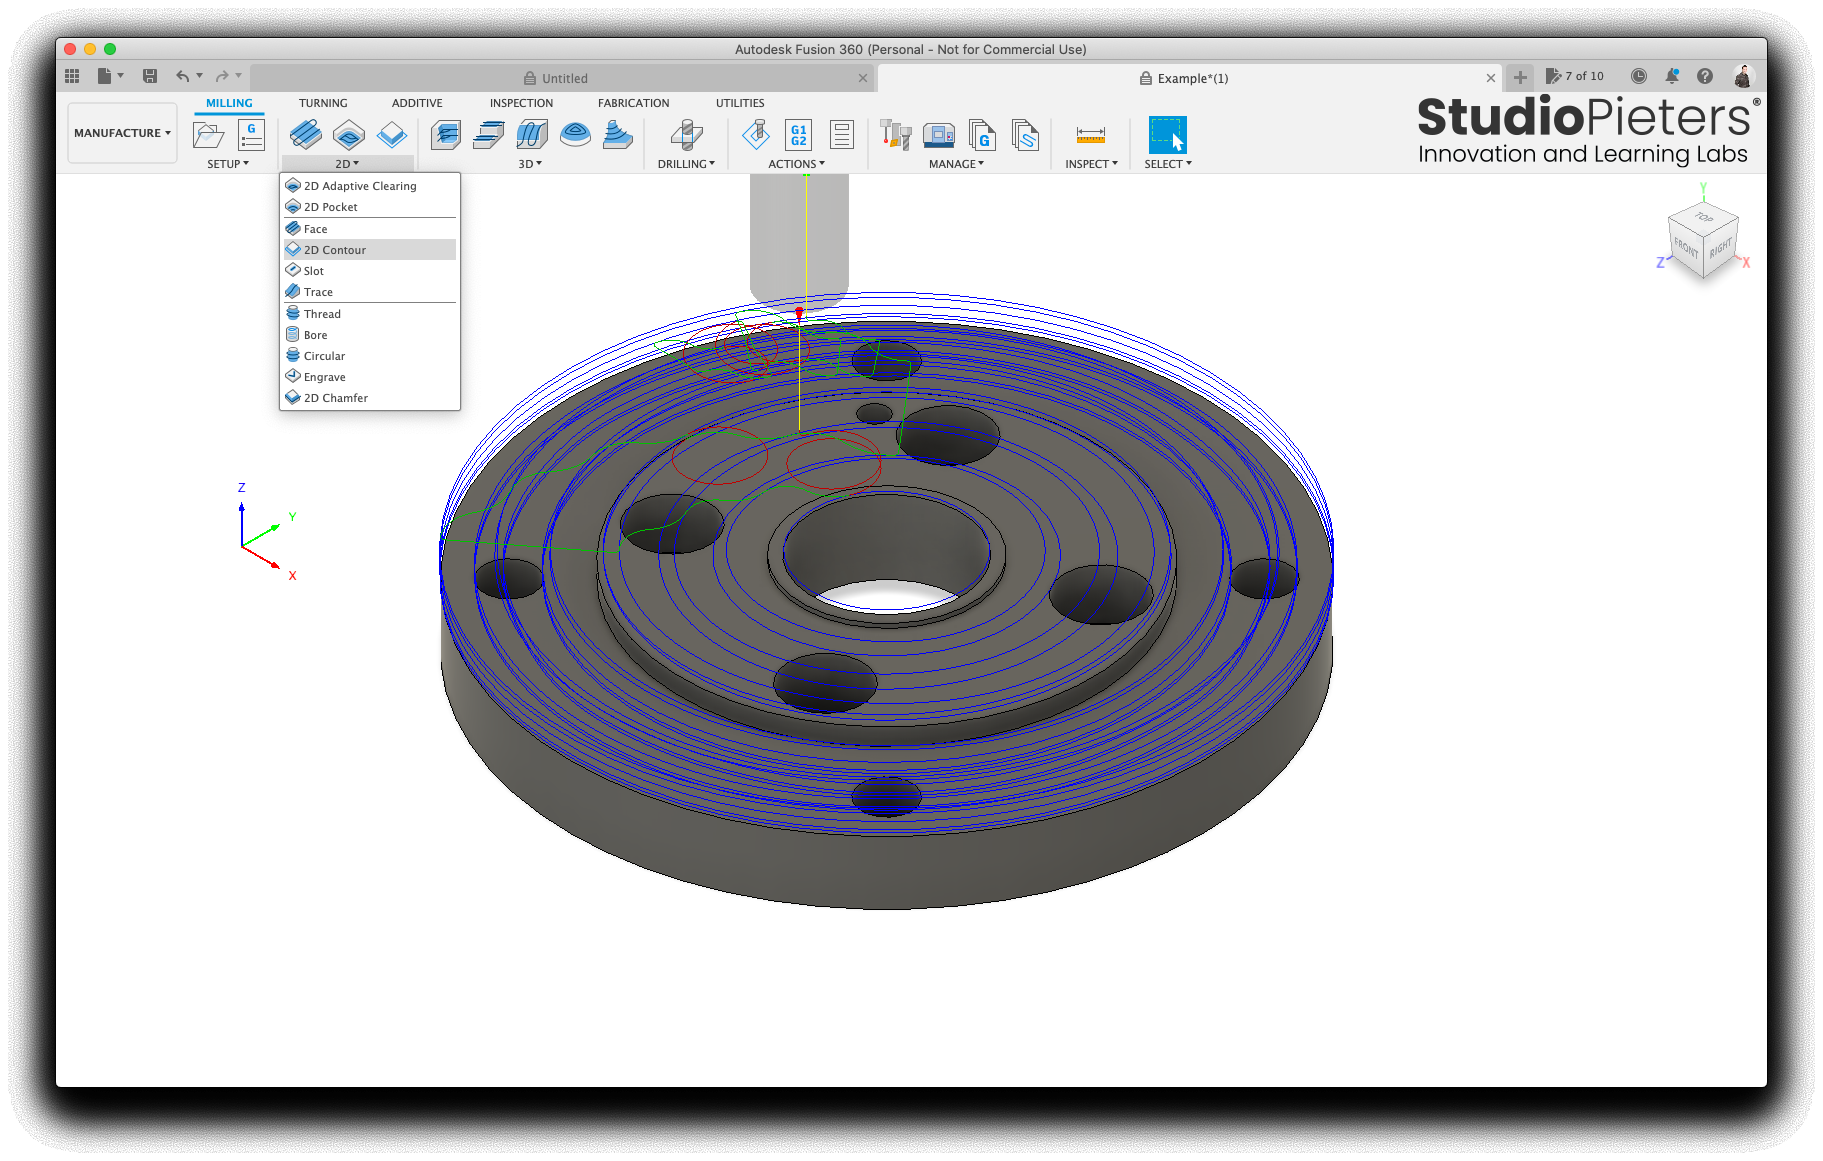 Autodesk Fusion 360 (Personal - Not for Commercial Use)
Untitled
Example*(1)
7 of 10
MANUFACTURE
MILLING TURNING ADDITIVE INSPECTION FABRICATION UTILITIES
G
G1
G2
G
SETUP 2D 3D DRILLING ACTIONS MANAGE INSPECT SELECT
StudioPieters®
Innovation and Learning Labs
2D Adaptive Clearing
2D Pocket
Face
2D Contour
Slot
Trace
Thread
Bore
Circular
Engrave
2D Chamfer
Y
TOP
FRONT
RIGHT
Z
X
Z
Y
X